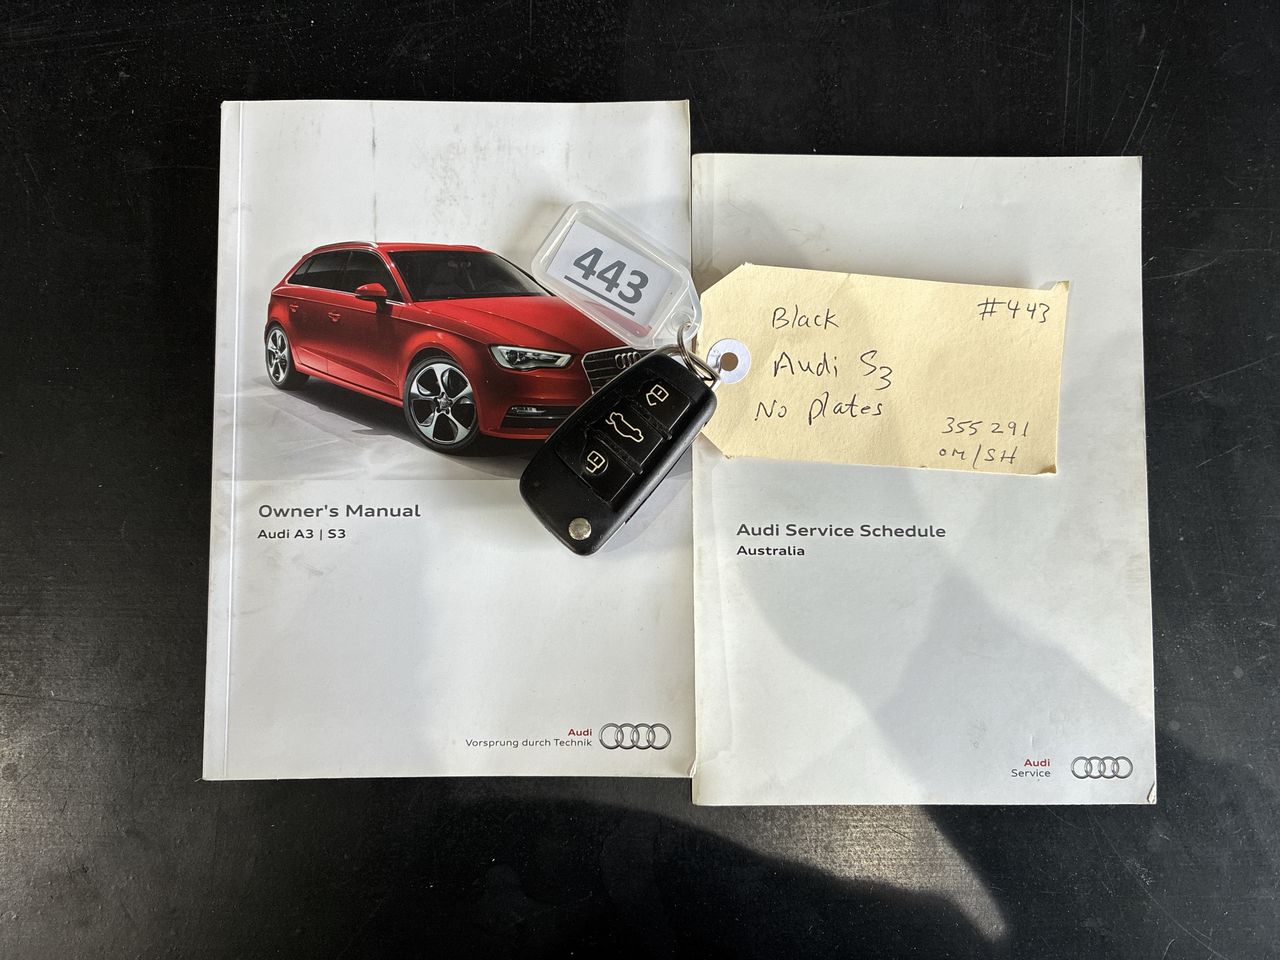 443
Black
#443
Audi S3
No plates
355291
OM/SH
Owner's Manual
Audi A3 | S3
Audi
Vorsprung durch Technik
Audi Service Schedule
Australia
Audi
Service